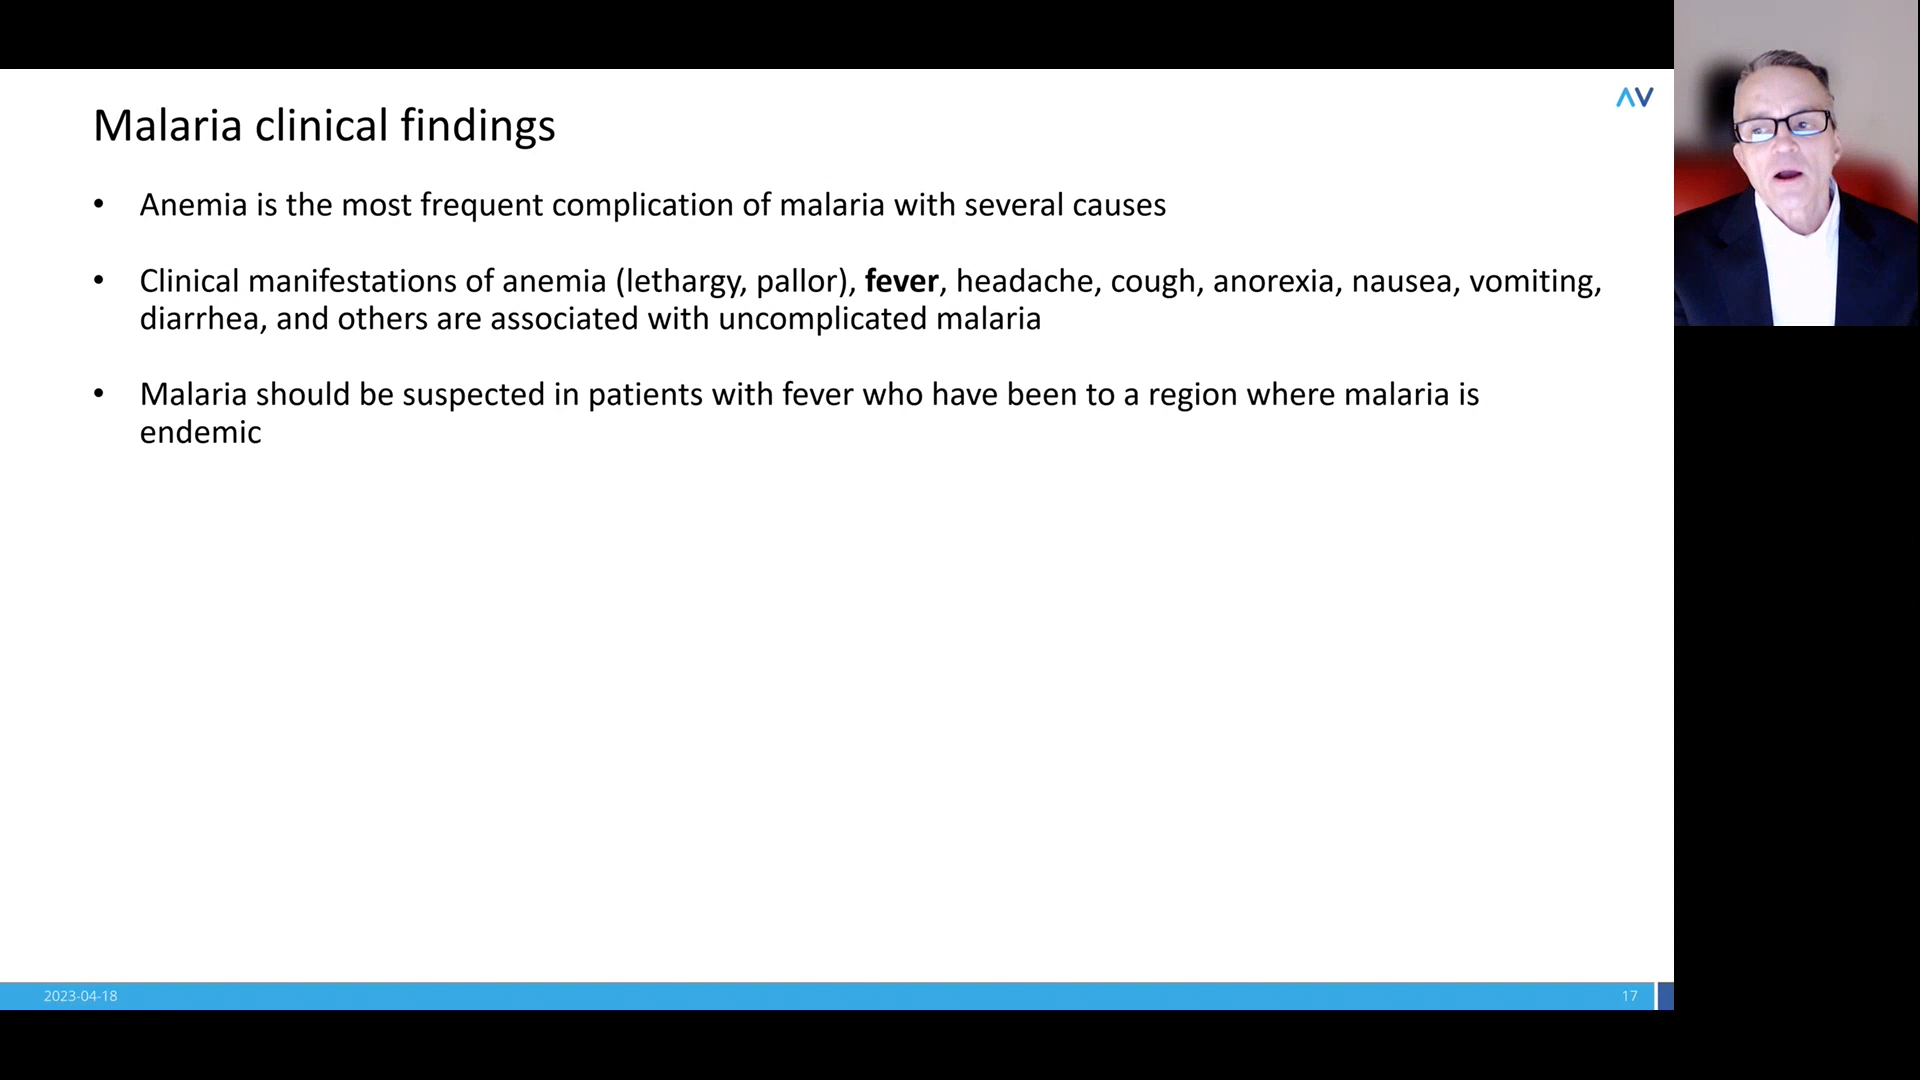 Malaria clinical findings
• Anemia is the most frequent complication of malaria with several causes
• Clinical manifestations of anemia (lethargy, pallor), fever, headache, cough, anorexia, nausea, vomiting,
diarrhea, and others are associated with uncomplicated malaria
• Malaria should be suspected in patients with fever who have been to a region where malaria is
endemic
2023-04-18
17